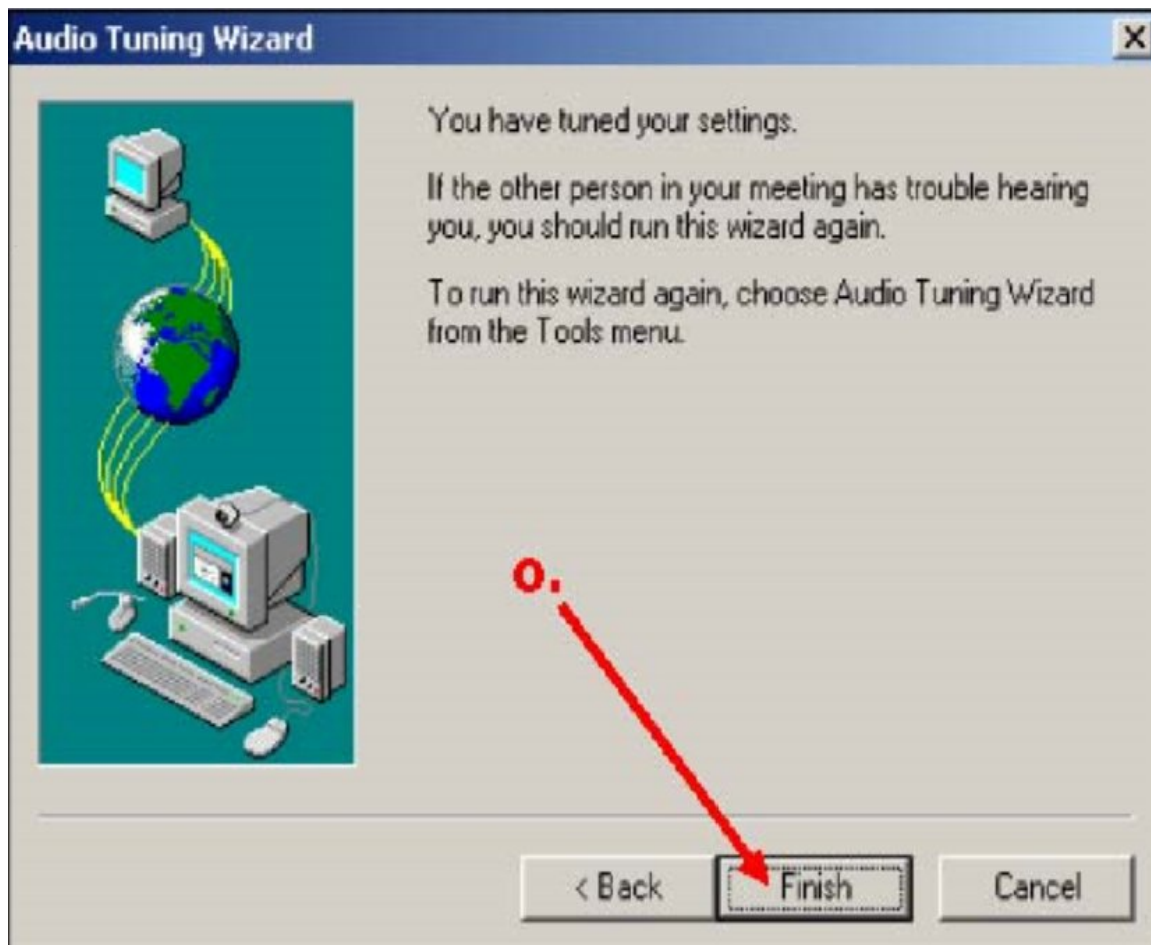 Audio Tuning Wizard
You have tuned your settings.
If the other person in your meeting has trouble hearing
you, you should run this wizard again.
To run this wizard again, choose Audio Tuning Wizard
from the Tools menu.
o.
< Back
Finish
Cancel